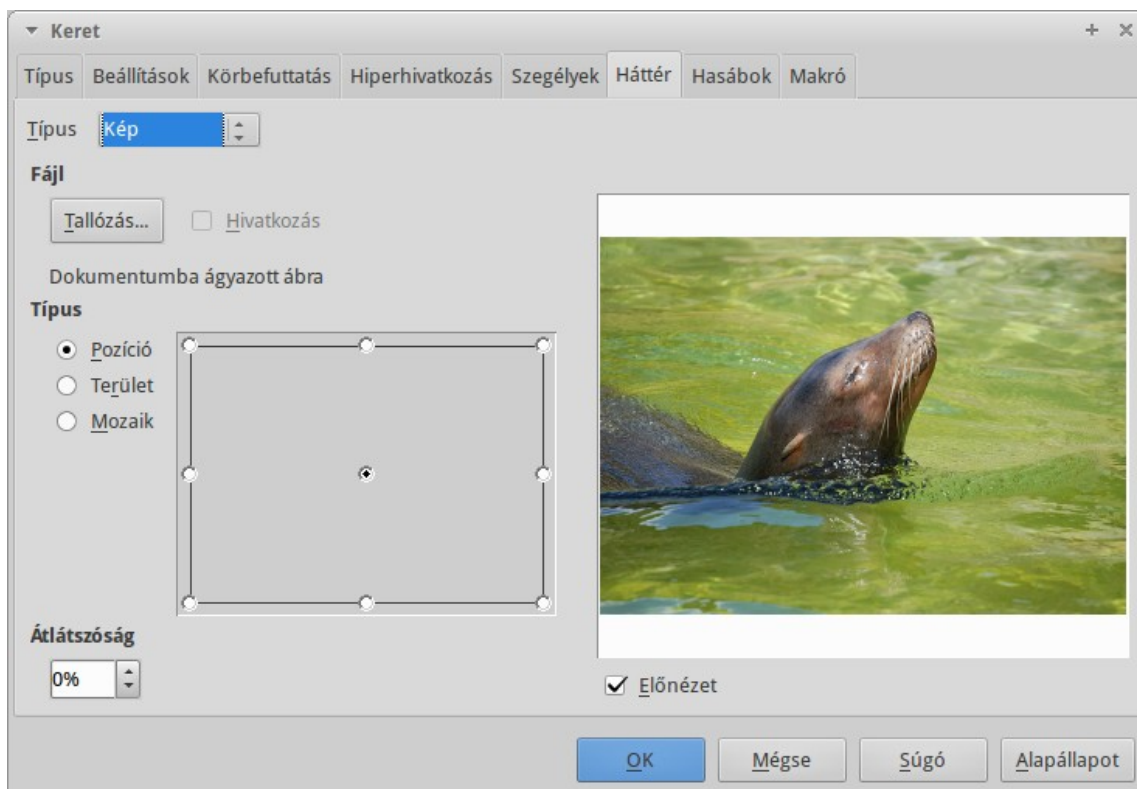 Keret
Típus Beállítások Körbefuttatás Hiperhivatkozás Szegélyek Háttér Hasábok Makró
Típus Kép
Fájl
Tallózás... Hivatkozás
Dokumentumba ágyazott ábra
Típus
Pozíció
Terület
Mozaik
Átlátszóság
0%
Előnézet
OK Mégse Súgó Alapállapot